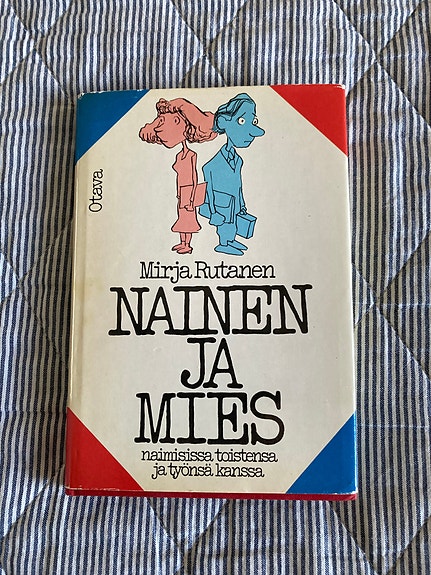 Otava
Mirja Rutanen
NAINEN
JA
MIES
naimisissa toistensa
ja työnsä kanssa